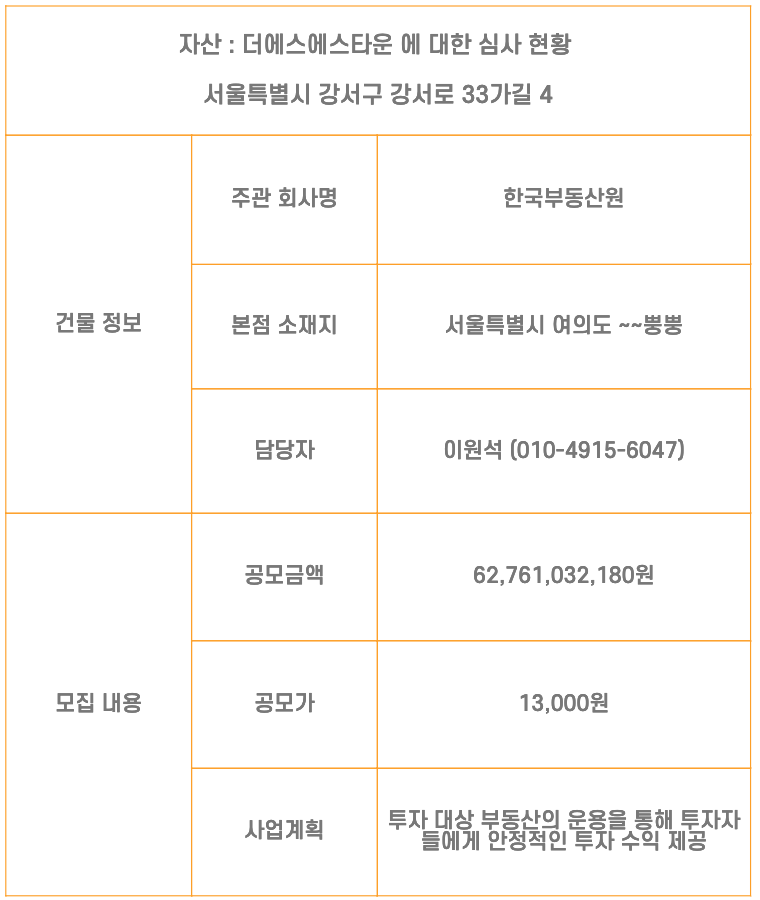 자산 : 더에스에스타운 에 대한 심사 현황
서울특별시 강서구 강서로 33가길 4
건물 정보
주관 회사명
한국부동산원
본점 소재지
서울특별시 여의도 ~~뿡뿡
담당자
이원석 (010-4915-6047)
모집 내용
공모금액
62,761,032,180원
공모가
13,000원
사업계획
투자 대상 부동산의 운용을 통해 투자자
들에게 안정적인 투자 수익 제공